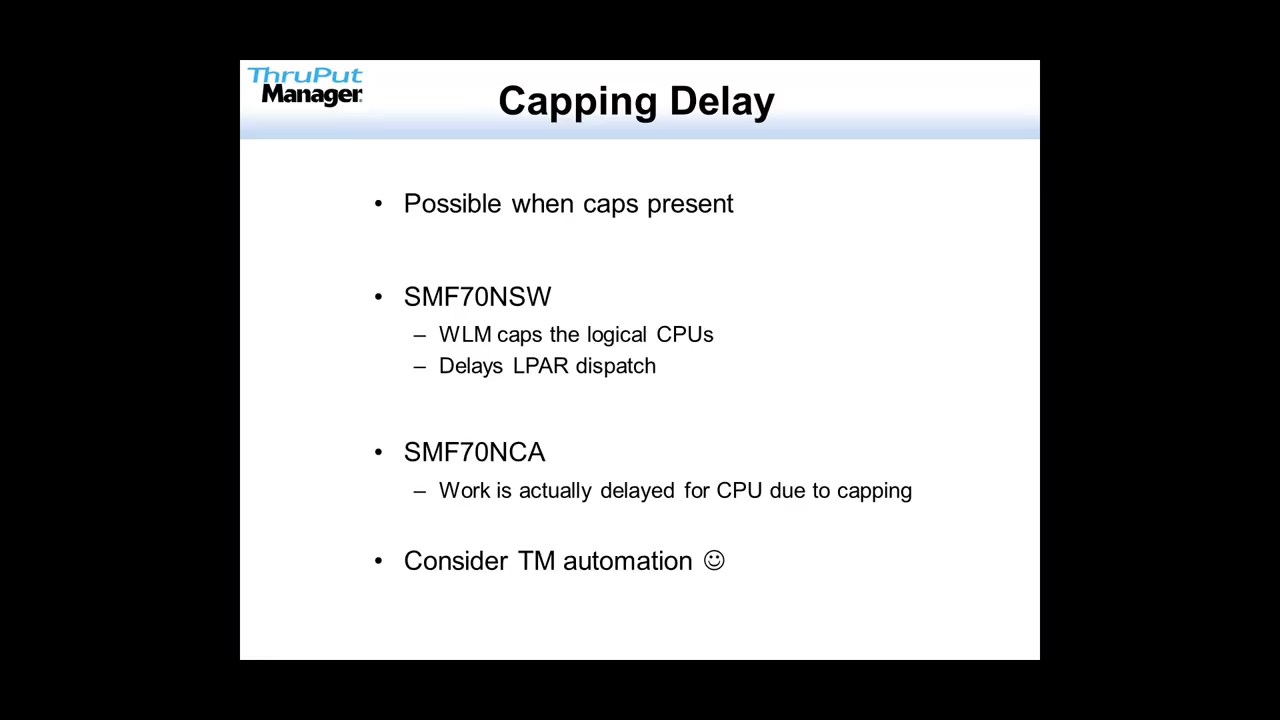 ThruPut
Manager®
Capping Delay
• Possible when caps present
• SMF70NSW
– WLM caps the logical CPUs
– Delays LPAR dispatch
• SMF70NCA
– Work is actually delayed for CPU due to capping
• Consider TM automation ☺